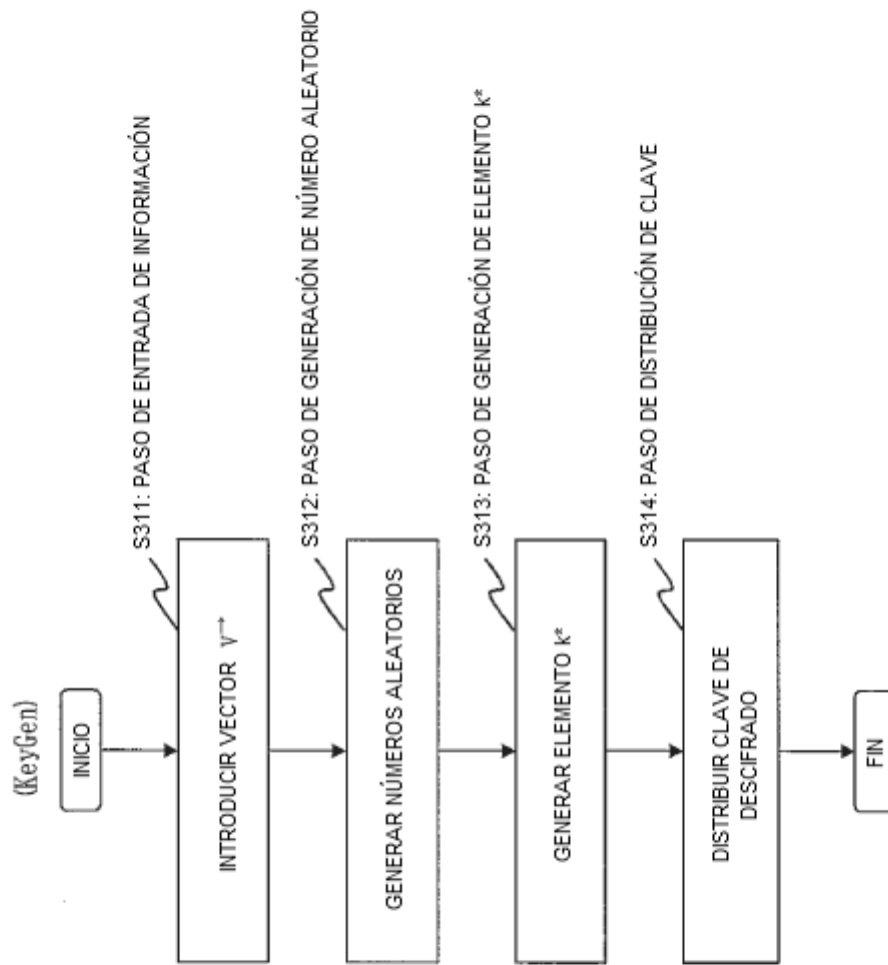 (KeyGen)
INICIO
S311: PASO DE ENTRADA DE INFORMACIÓN
INTRODUCIR VECTOR v→
S312: PASO DE GENERACIÓN DE NÚMERO ALEATORIO
GENERAR NÚMEROS ALEATORIOS
S313: PASO DE GENERACIÓN DE ELEMENTO k*
GENERAR ELEMENTO k*
S314: PASO DE DISTRIBUCIÓN DE CLAVE
DISTRIBUIR CLAVE DE
DESCIFRADO
FIN